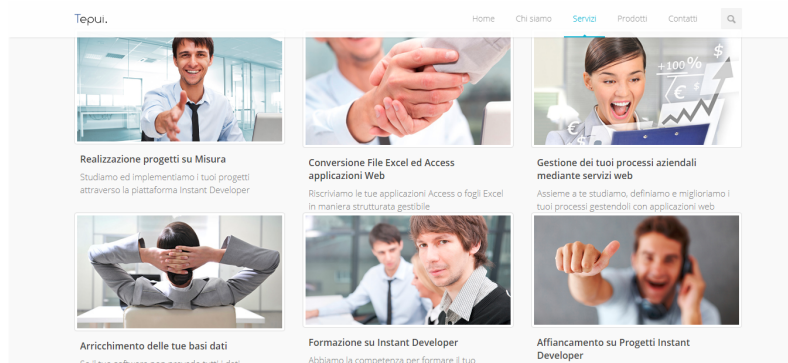 Tepui.
Home Chi siamo Servizi Prodotti Contatti
+100 %
$
€
$
€
Realizzazione progetti su Misura
Studiamo ed implementiamo i tuoi progetti
attraverso la piattaforma Instant Developer
Conversione File Excel ed Access
applicazioni Web
Riscriviamo le tue applicazioni Access o fogli Excel
in maniera strutturata gestibile
Gestione dei tuoi processi aziendali
mediante servizi web
Assieme a te studiamo, definiamo e miglioriamo i
tuoi processi gestendoli con applicazioni web
Arricchimento delle tue basi dati
Formazione su Instant Developer
Abbiamo la competenza per formare il tuo
Affiancamento su Progetti Instant
Developer